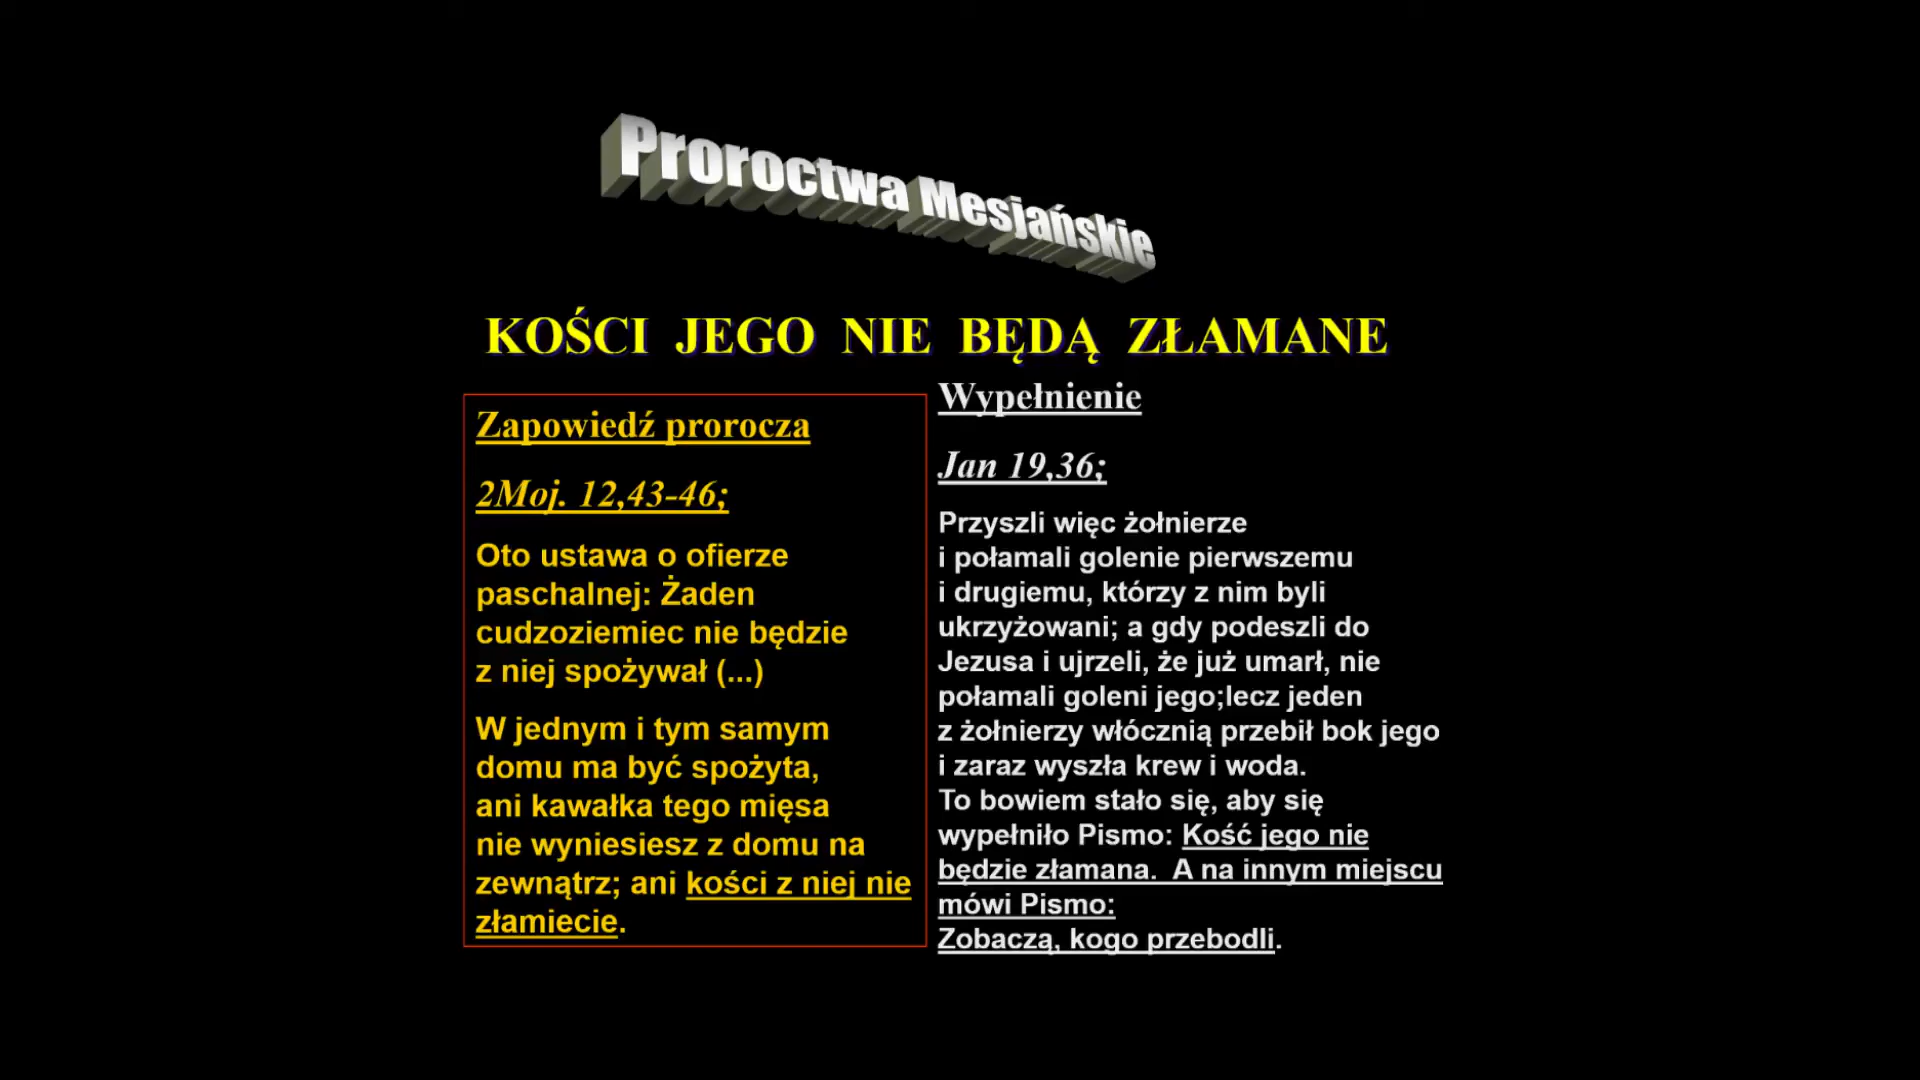 Proroctwa Mesjańskie
KOŚCI JEGO NIE BĘDĄ ZŁAMANE
Zapowiedź prorocza
2Moj. 12,43-46;
Oto ustawa o ofierze
paschalnej: Żaden
cudzoziemiec nie będzie
z niej spożywał (...)
W jednym i tym samym
domu ma być spożyta,
ani kawałka tego mięsa
nie wyniesiesz z domu na
zewnątrz; ani kości z niej nie
złamiecie.
Wypełnienie
Jan 19,36;
Przyszli więc żołnierze
i połamali golenie pierwszemu
i drugiemu, którzy z nim byli
ukrzyżowani; a gdy podeszli do
Jezusa i ujrzeli, że już umarł, nie
połamali goleni jego;lecz jeden
z żołnierzy włócznią przebił bok jego
i zaraz wyszła krew i woda.
To bowiem stało się, aby się
wypełniło Pismo: Kość jego nie
będzie złamana. A na innym miejscu
mówi Pismo:
Zobaczą, kogo przebodli.